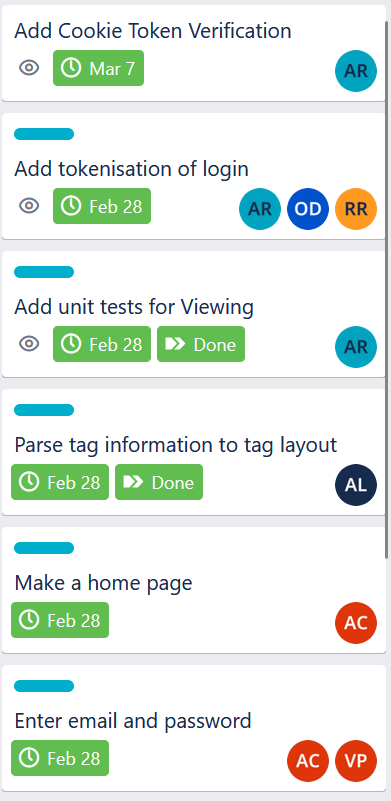 Add Cookie Token Verification
Mar 7 AR
Add tokenisation of login
Feb 28 AR OD RR
Add unit tests for Viewing
Feb 28 Done AR
Parse tag information to tag layout
Feb 28 Done AL
Make a home page
Feb 28 AC
Enter email and password
Feb 28 AC VP